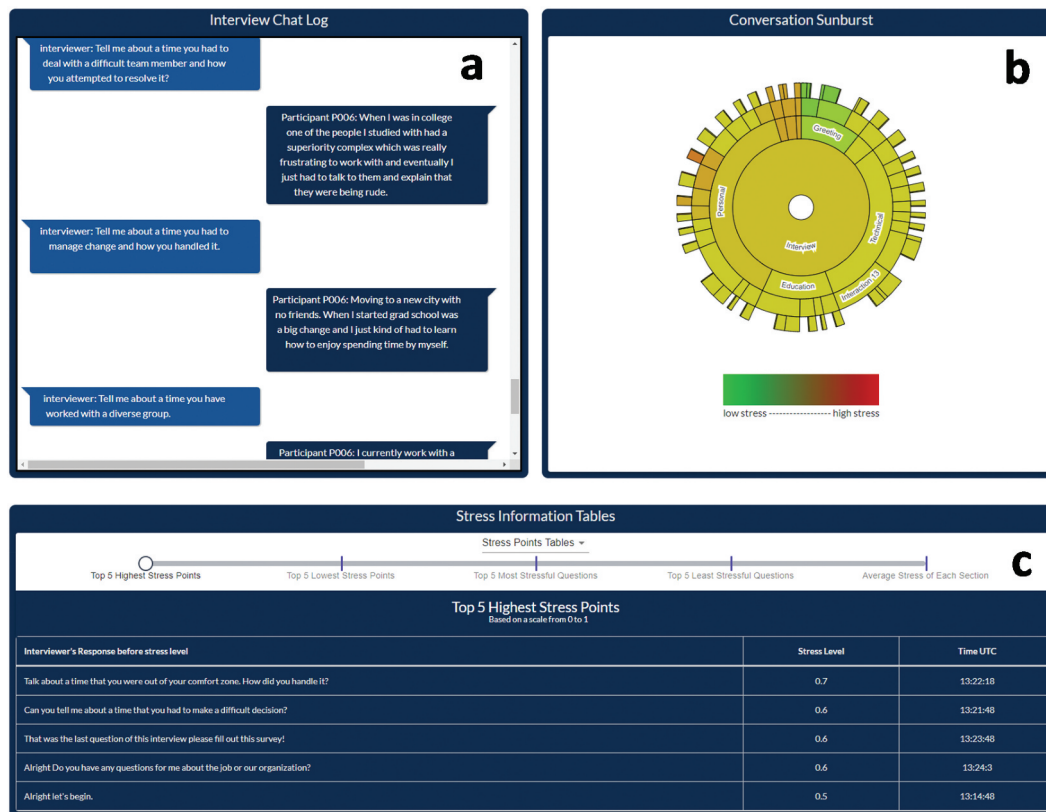 Interview Chat Log
a
interviewer: Tell me about a time you had to
deal with a difficult team member and how
you attempted to resolve it?
Participant P006: When I was in college
one of the people I studied with had a
superiority complex which was really
frustrating to work with and eventually I
just had to talk to them and explain that
they were being rude.
interviewer: Tell me about a time you had to
manage change and how you handled it.
Participant P006: Moving to a new city with
no friends. When I started grad school was
a big change and I just kind of had to learn
how to enjoy spending time by myself.
interviewer: Tell me about a time you have
worked with a diverse group.
Participant P006: I currently work with a
Conversation Sunburst
b
Greeting
Personal
Technical
Interview
Education
Interaction 13
low stress ------------------ high stress
Stress Information Tables
Stress Points Tables
c
Top 5 Highest Stress Points
Top 5 Lowest Stress Points
Top 5 Most Stressful Questions
Top 5 Least Stressful Questions
Average Stress of Each Section
Top 5 Highest Stress Points
Based on a scale from 0 to 1
Interviewer's Response before stress level Stress Level Time UTC
Talk about a time that you were out of your comfort zone. How did you handle it? 0.7 13:22:18
Can you tell me about a time that you had to make a difficult decision? 0.6 13:21:48
That was the last question of this interview please fill out this survey! 0.6 13:23:48
Alright Do you have any questions for me about the job or our organization? 0.6 13:24:3
Alright let's begin. 0.5 13:14:48